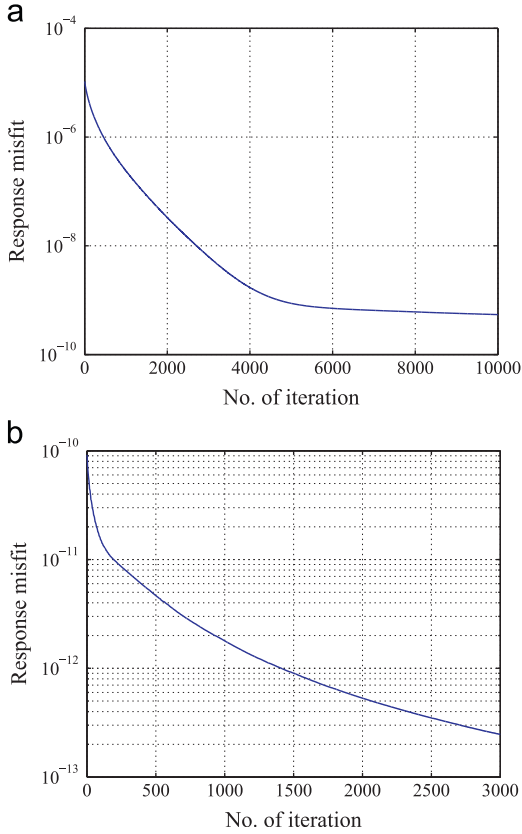 a
10⁻⁴
10⁻⁶
10⁻⁸
10⁻¹⁰
Response misfit
0 2000 4000 6000 8000 10000
No. of iteration
b
10⁻¹⁰
10⁻¹¹
10⁻¹²
10⁻¹³
Response misfit
0 500 1000 1500 2000 2500 3000
No. of iteration